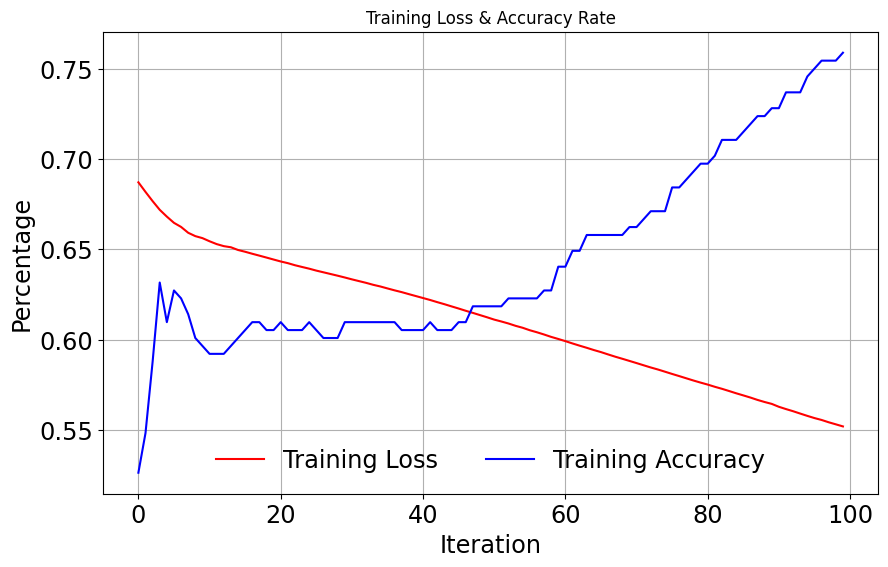 Training Loss & Accuracy Rate
0.75
0.70
0.65
0.60
0.55
Percentage
Training Loss
Training Accuracy
0
20
40
60
80
100
Iteration